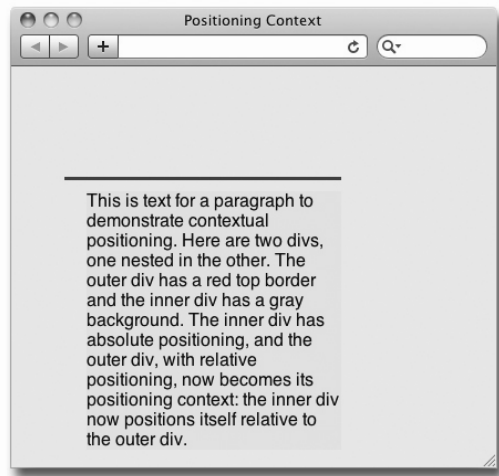 Positioning Context
This is text for a paragraph to
demonstrate contextual
positioning. Here are two divs,
one nested in the other. The
outer div has a red top border
and the inner div has a gray
background. The inner div has
absolute positioning, and the
outer div, with relative
positioning, now becomes its
positioning context: the inner div
now positions itself relative to
the outer div.